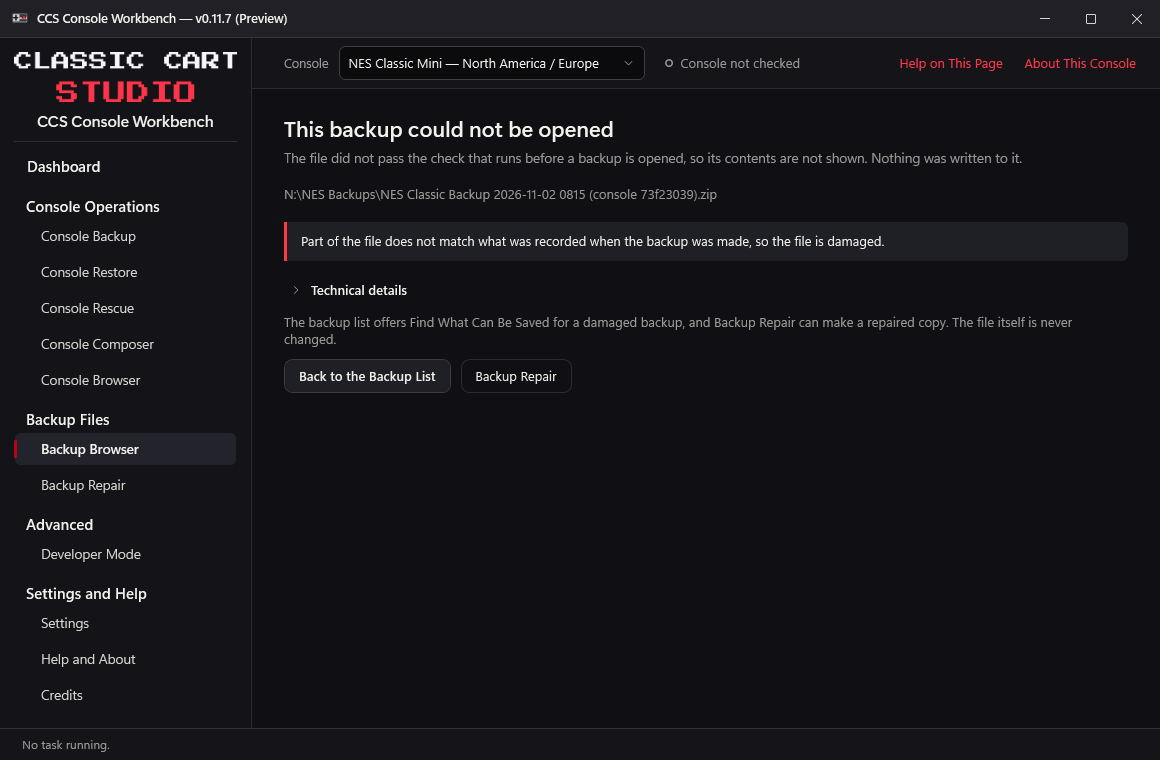 CCS Console Workbench — v0.11.7 (Preview)
CLASSIC CART
STUDIO
CCS Console Workbench
Dashboard
Console Operations
Console Backup
Console Restore
Console Rescue
Console Composer
Console Browser
Backup Files
Backup Browser
Backup Repair
Advanced
Developer Mode
Settings and Help
Settings
Help and About
Credits
Console
NES Classic Mini — North America / Europe
Console not checked
Help on This Page
About This Console
This backup could not be opened
The file did not pass the check that runs before a backup is opened, so its contents are not shown. Nothing was written to it.
N:\NES Backups\NES Classic Backup 2026-11-02 0815 (console 73f23039).zip
Part of the file does not match what was recorded when the backup was made, so the file is damaged.
Technical details
The backup list offers Find What Can Be Saved for a damaged backup, and Backup Repair can make a repaired copy. The file itself is never
changed.
Back to the Backup List
Backup Repair
No task running.